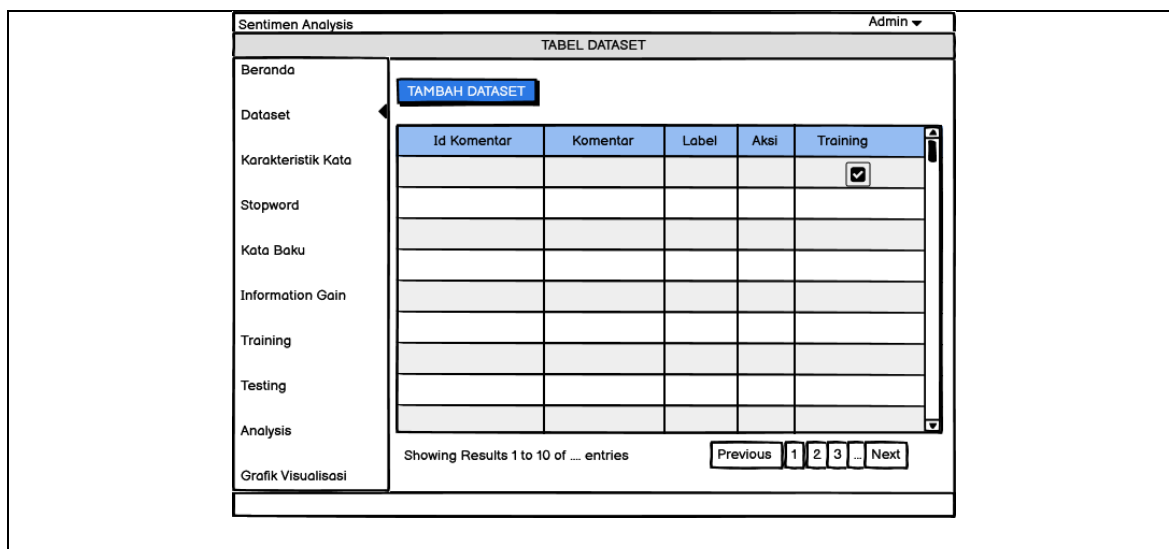 Sentimen Analysis Admin
TABEL DATASET
Beranda
Dataset
Karakteristik Kata
Stopword
Kata Baku
Information Gain
Training
Testing
Analysis
Grafik Visualisasi
TAMBAH DATASET
Id Komentar Komentar Label Aksi Training
Showing Results 1 to 10 of .... entries
Previous 1 2 3 ... Next